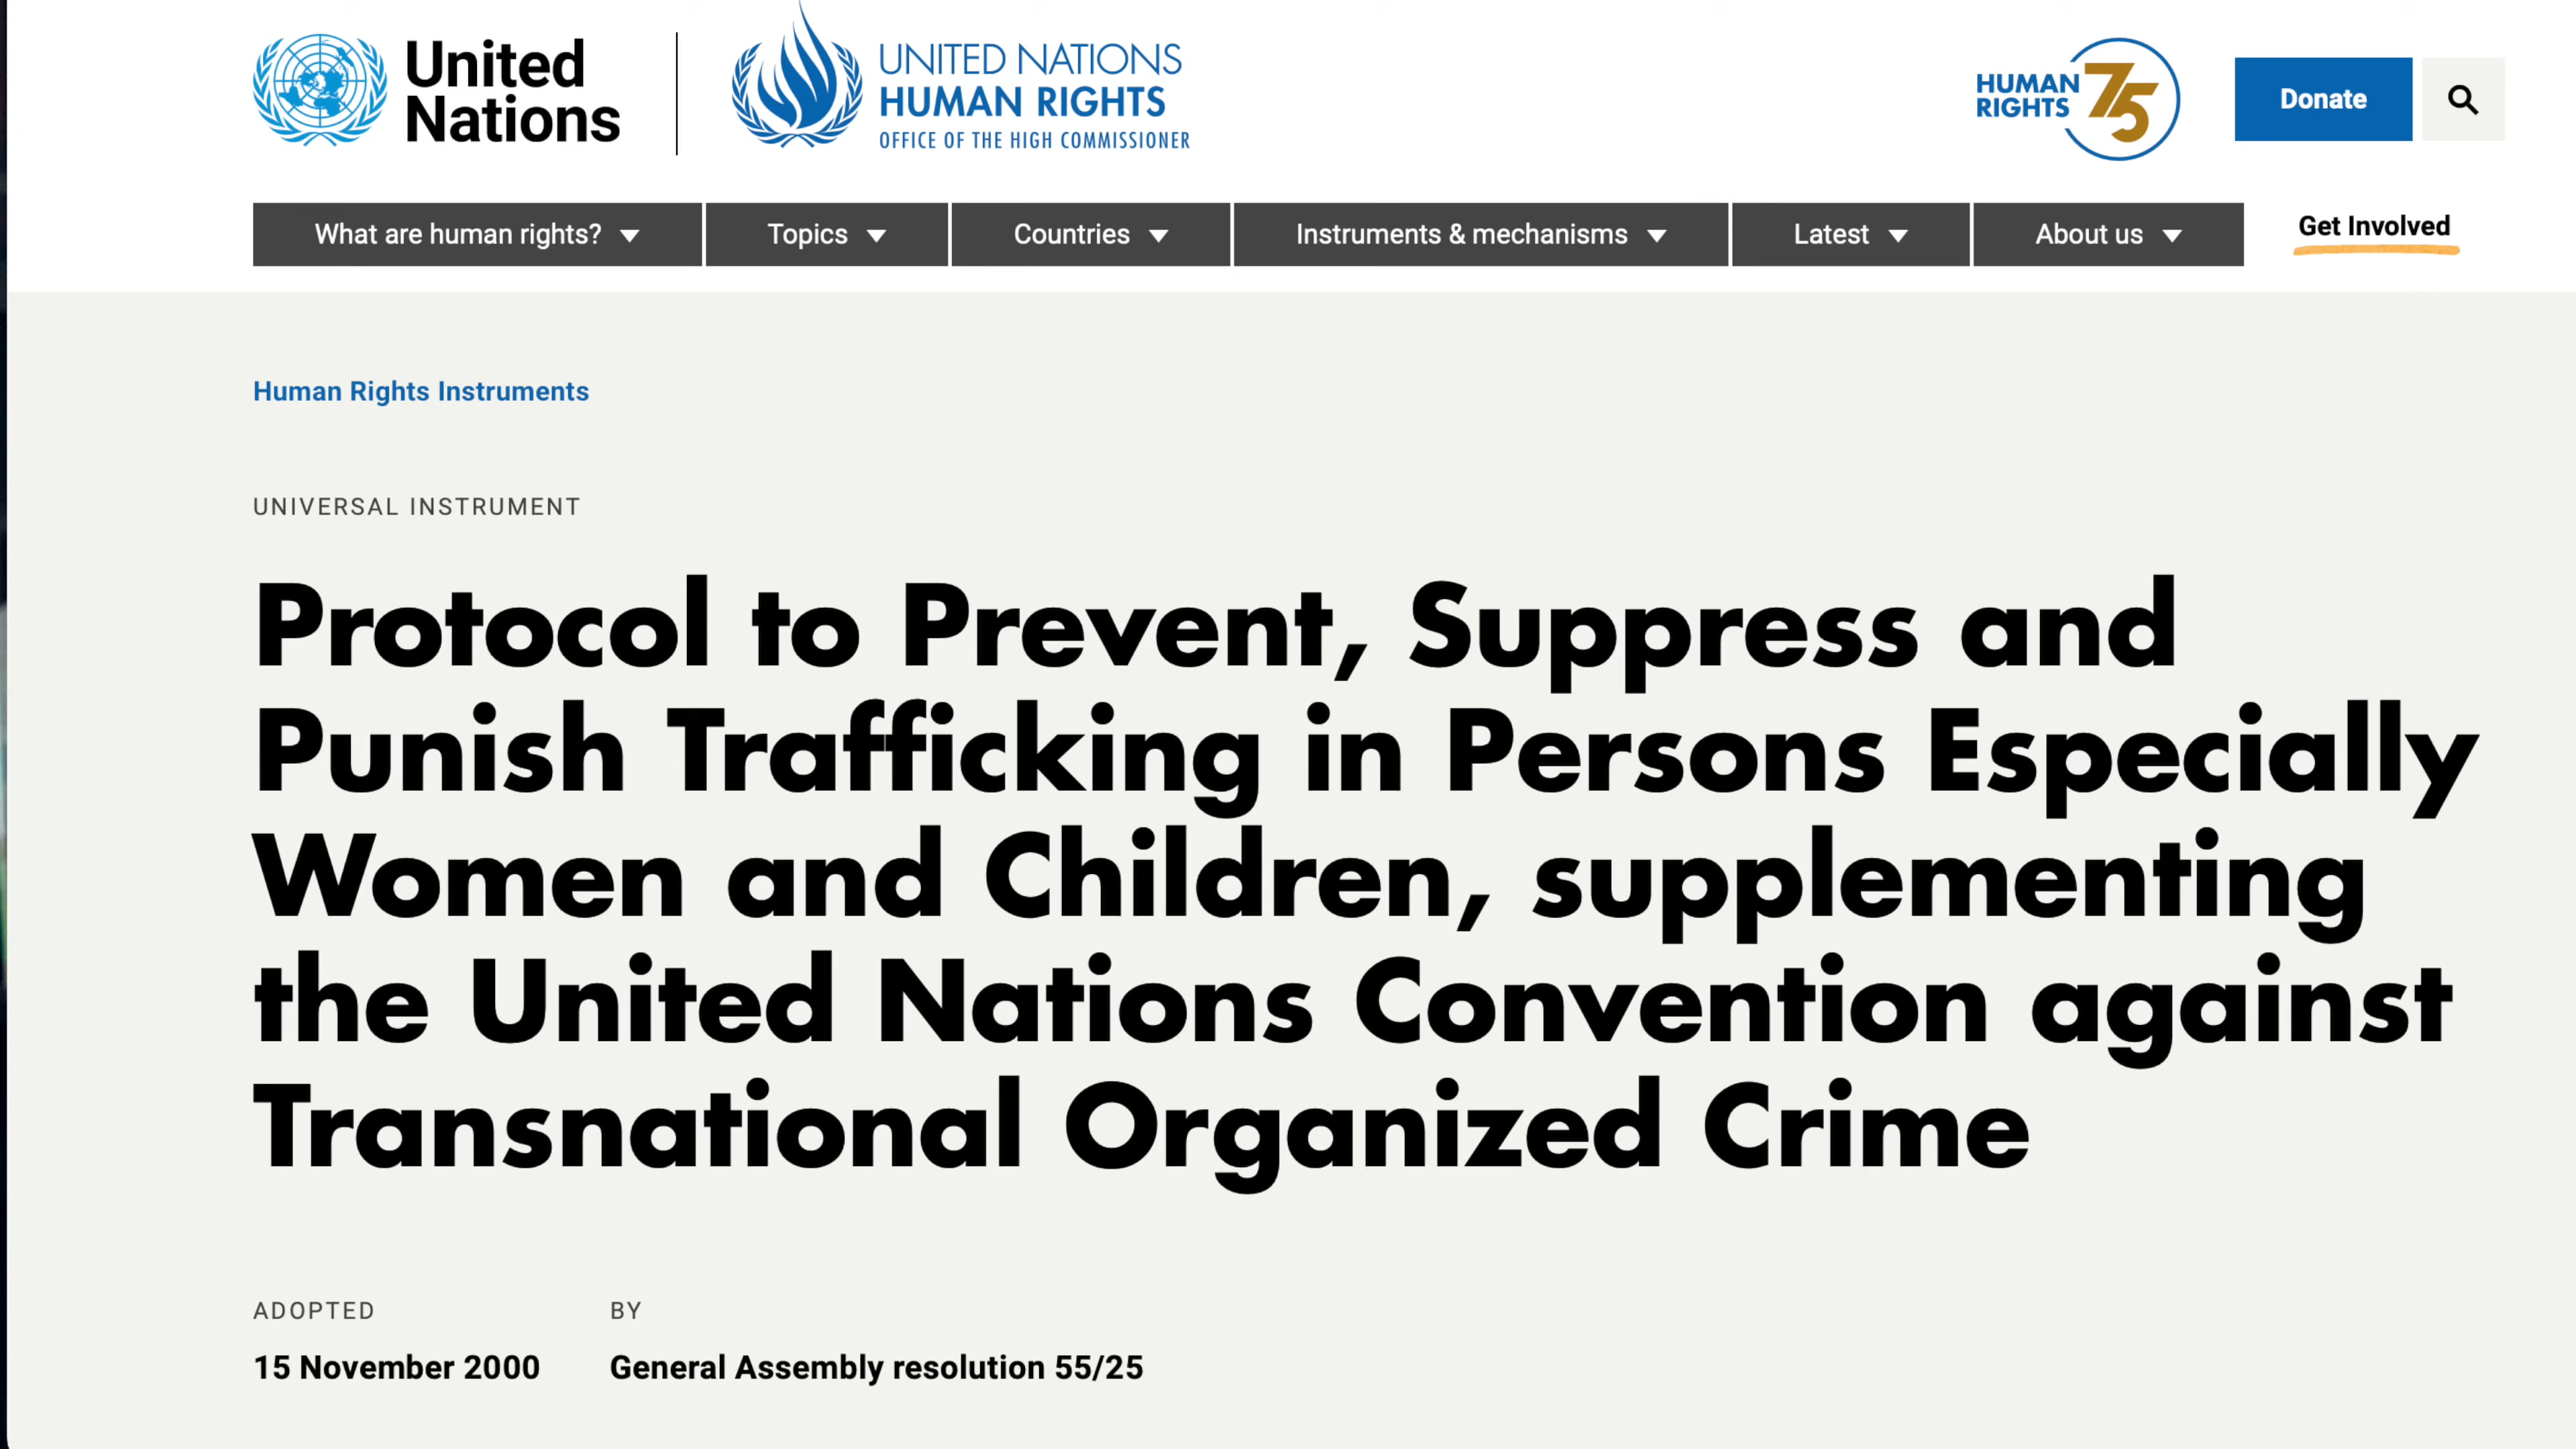 United
Nations
UNITED NATIONS
HUMAN RIGHTS
OFFICE OF THE HIGH COMMISSIONER
HUMAN
RIGHTS 75
Donate
What are human rights?
Topics
Countries
Instruments & mechanisms
Latest
About us
Get Involved
Human Rights Instruments
UNIVERSAL INSTRUMENT
Protocol to Prevent, Suppress and
Punish Trafficking in Persons Especially
Women and Children, supplementing
the United Nations Convention against
Transnational Organized Crime
ADOPTED
BY
15 November 2000
General Assembly resolution 55/25